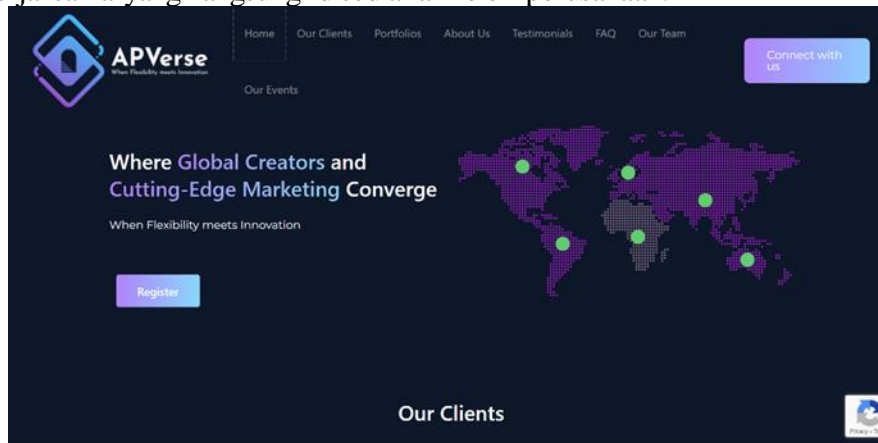 APVerse
When Flexibility meets Innovation
Home Our Clients Portfolios About Us Testimonials FAQ Our Team
Our Events
Connect with
us
Where Global Creators and
Cutting-Edge Marketing Converge
When Flexibility meets Innovation
Register
Our Clients